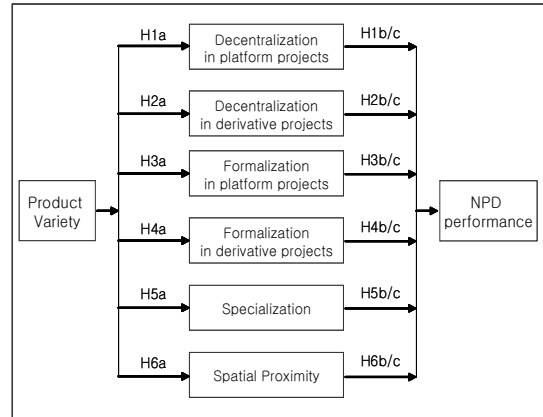 H1a
Decentralization
in platform projects
H1b/c
H2a
Decentralization
in derivative projects
H2b/c
H3a
Formalization
in platform projects
H3b/c
Product
Variety
NPD
performance
H4a
Formalization
in derivative projects
H4b/c
H5a
Specialization
H5b/c
H6a
Spatial Proximity
H6b/c